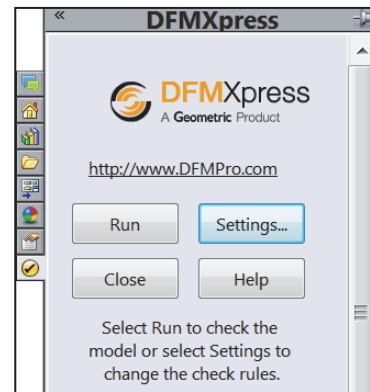 « DFMXpress
DFMXpress
A Geometric Product
http://www.DFMPro.com
Run Settings...
Close Help
Select Run to check the
model or select Settings to
change the check rules.